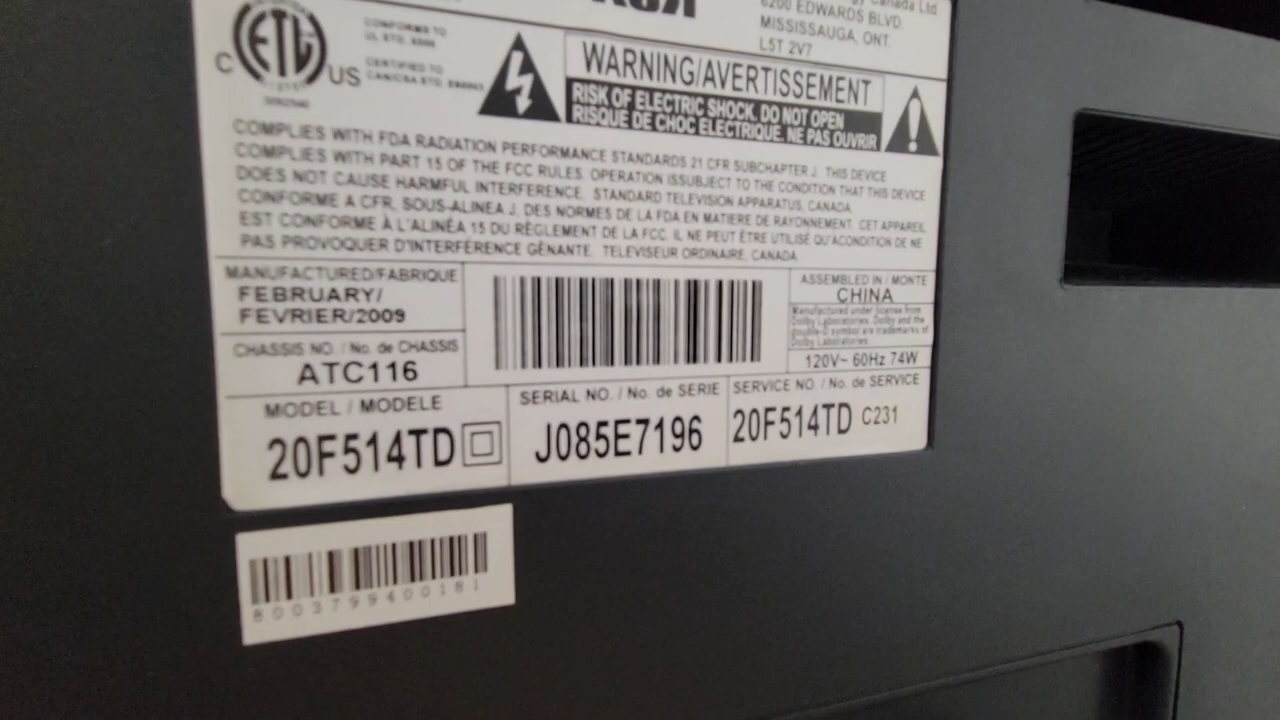 RCA
Canada Ltd.
6200 EDWARDS BLVD.
MISSISSAUGA, ONT.
L5T 2V7
C ETL US
CONFORMS TO
UL STD. 6500
CERTIFIED TO
CAN/CSA STD.
WARNING/AVERTISSEMENT
RISK OF ELECTRIC SHOCK. DO NOT OPEN
RISQUE DE CHOC ELECTRIQUE. NE PAS OUVRIR
COMPLIES WITH FDA RADIATION PERFORMANCE STANDARDS 21 CFR SUBCHAPTER J. THIS DEVICE
COMPLIES WITH PART 15 OF THE FCC RULES. OPERATION ISSUBJECT TO THE CONDITION THAT THIS DEVICE
DOES NOT CAUSE HARMFUL INTERFERENCE. STANDARD TELEVISION APPARATUS, CANADA
CONFORME A CFR, SOUS-ALINEA J, DES NORMES DE LA FDA EN MATIERE DE RAYONNEMENT. CET APPAREIL
EST CONFORME À L'ALINÉA 15 DU RÈGLEMENT DE LA FCC. IL NE PEUT ÊTRE UTILISÉ QU'ACONDITION DE NE
PAS PROVOQUER D'INTERFÉRENCE GÉNANTE. TELEVISEUR ORDINAIRE, CANADA.
MANUFACTURED/FABRIQUE
FEBRUARY/
FEVRIER/2009
CHASSIS NO. / No. de CHASSIS
ATC116
ASSEMBLED IN / MONTE
CHINA
Manufactured under license from
Dolby Laboratories. Dolby and the
double-D symbol are trademarks of
Dolby Laboratories.
120V~ 60Hz 74W
MODEL / MODELE
20F514TD
SERIAL NO. / No. de SERIE
J085E7196
SERVICE NO. / No. de SERVICE
20F514TD C231
8003799400181